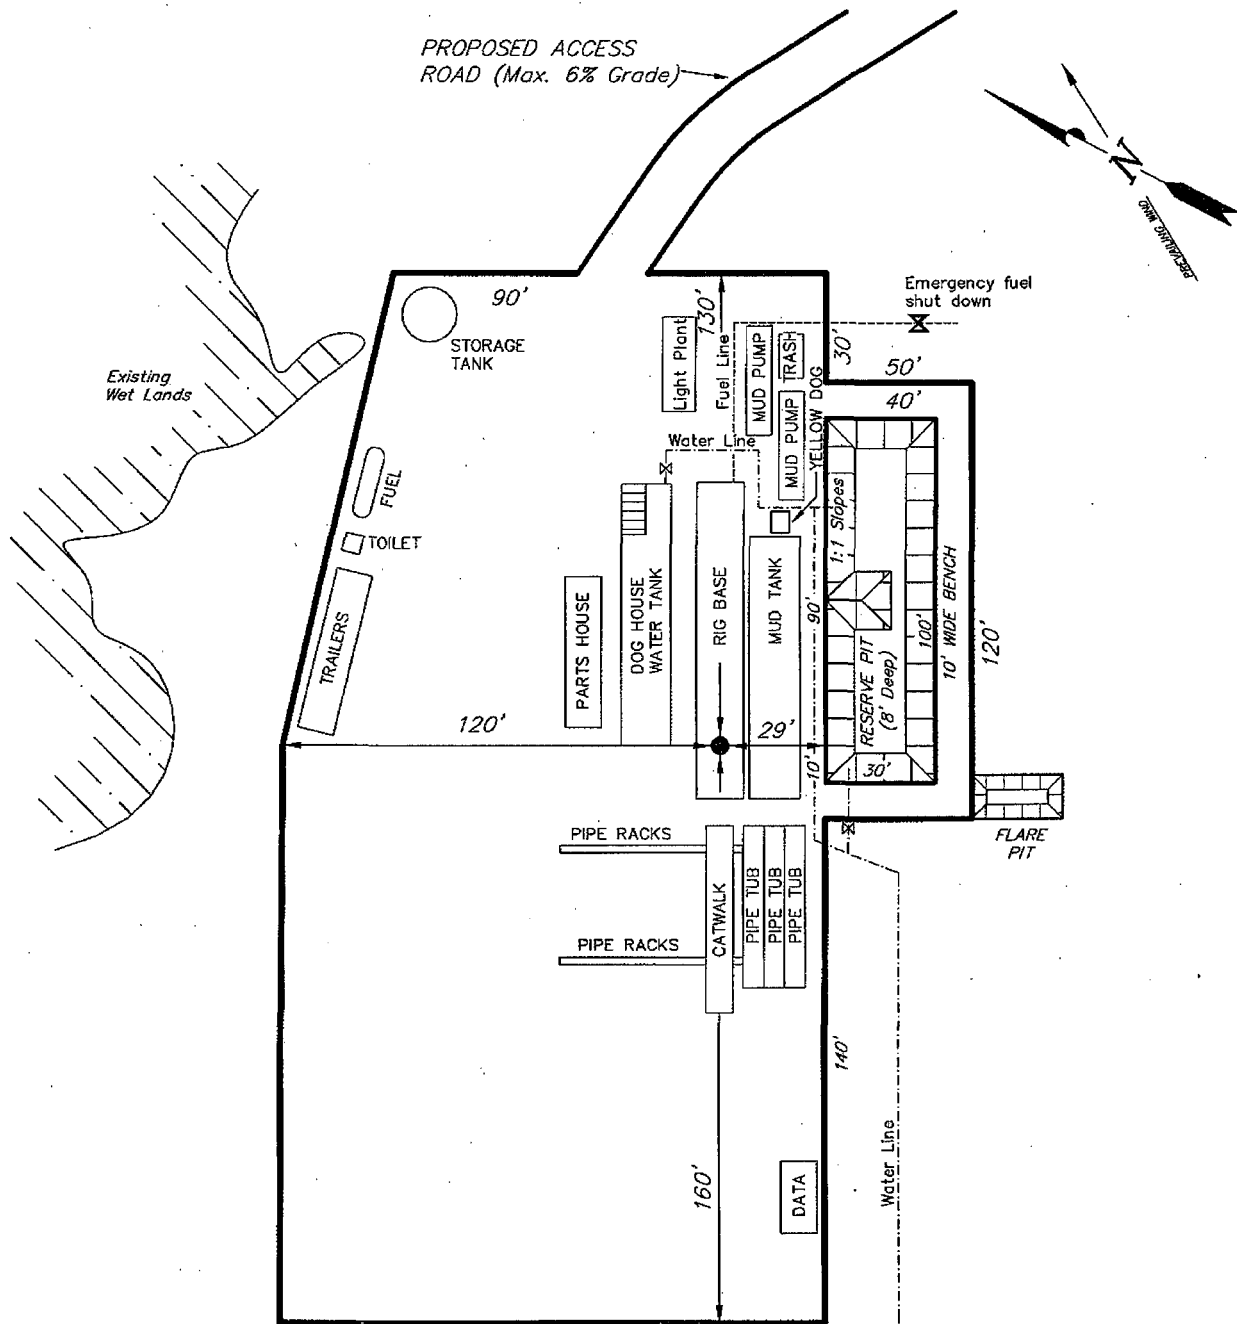 PROPOSED ACCESS
ROAD (Max. 6% Grade)
N
PREVAILING WIND
Emergency fuel
shut down
90'
130'
STORAGE
TANK
Light Plant
Fuel Line
MUD PUMP
TRASH
30'
50'
40'
Existing
Wet Lands
MUD PUMP
YELLOW DOG
Water Line
FUEL
TOILET
1:1 Slopes
TRAILERS
PARTS HOUSE
DOG HOUSE
WATER TANK
RIG BASE
MUD TANK
90'
RESERVE PIT
(8' Deep)
100'
10' WIDE BENCH
120'
120'
29'
10'
30'
FLARE
PIT
PIPE RACKS
CATWALK
PIPE TUB
PIPE TUB
PIPE TUB
PIPE RACKS
140'
Water Line
160'
DATA